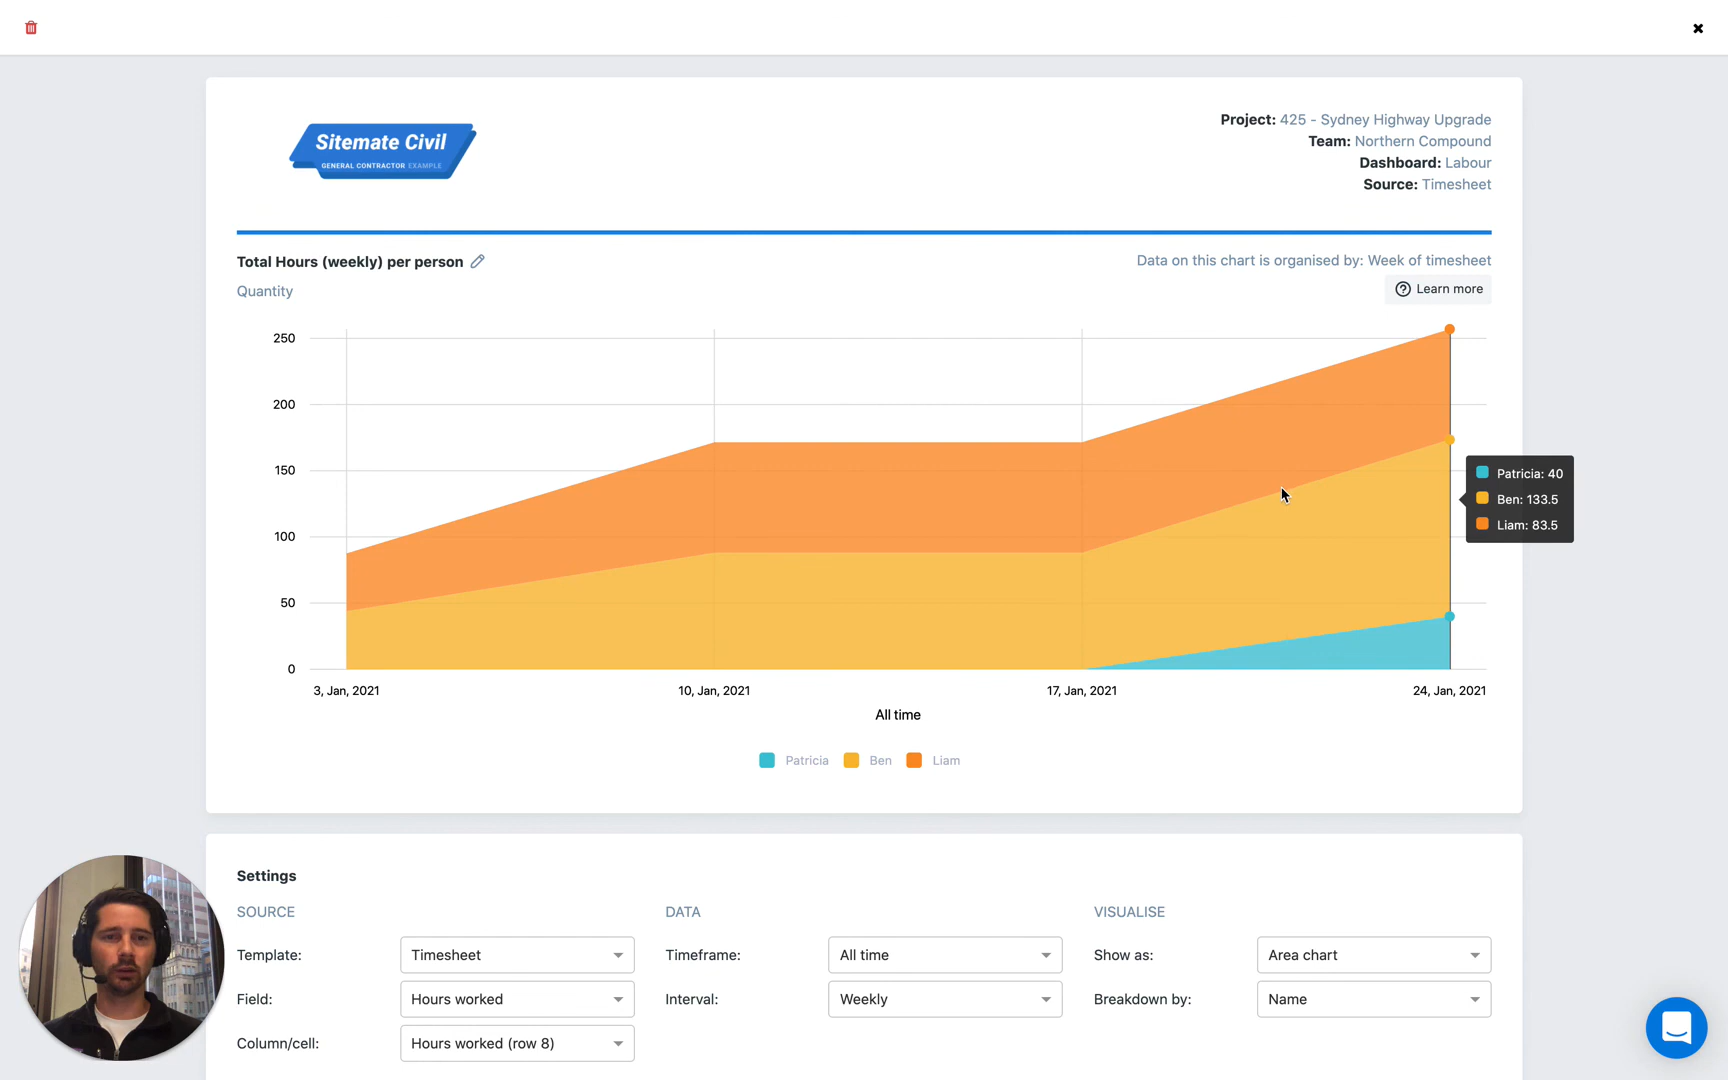 Sitemate Civil
GENERAL CONTRACTOR EXAMPLE
Project: 425 - Sydney Highway Upgrade
Team: Northern Compound
Dashboard: Labour
Source: Timesheet
Total Hours (weekly) per person
Data on this chart is organised by: Week of timesheet
Quantity
Learn more
250
200
150
100
50
0
Patricia: 40
Ben: 133.5
Liam: 83.5
3, Jan, 2021 10, Jan, 2021 17, Jan, 2021 24, Jan, 2021
All time
Patricia Ben Liam
Settings
SOURCE DATA VISUALISE
Template: Timesheet Timeframe: All time Show as: Area chart
Field: Hours worked Interval: Weekly Breakdown by: Name
Column/cell: Hours worked (row 8)